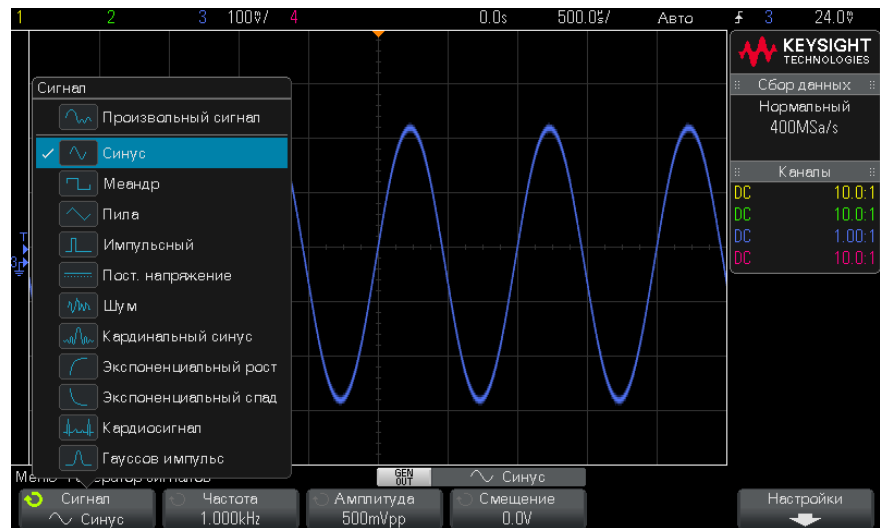 1 2 3 100mV/ 4 0.0s 500.0us/ Авто 3 24.0V
KEYSIGHT
TECHNOLOGIES
Сбор данных
Нормальный
400MSa/s
Каналы
DC 10.0:1
DC 10.0:1
DC 1.00:1
DC 10.0:1
T
3
Сигнал
Произвольный сигнал
Синус
Меандр
Пила
Импульсный
Пост. напряжение
Шум
Кардинальный синус
Экспоненциальный рост
Экспоненциальный спад
Кардиосигнал
Гауссов импульс
GEN
OUT
Синус
Сигнал
Синус
Частота
1.000kHz
Амплитуда
500mVpp
Смещение
0.0V
Настройки